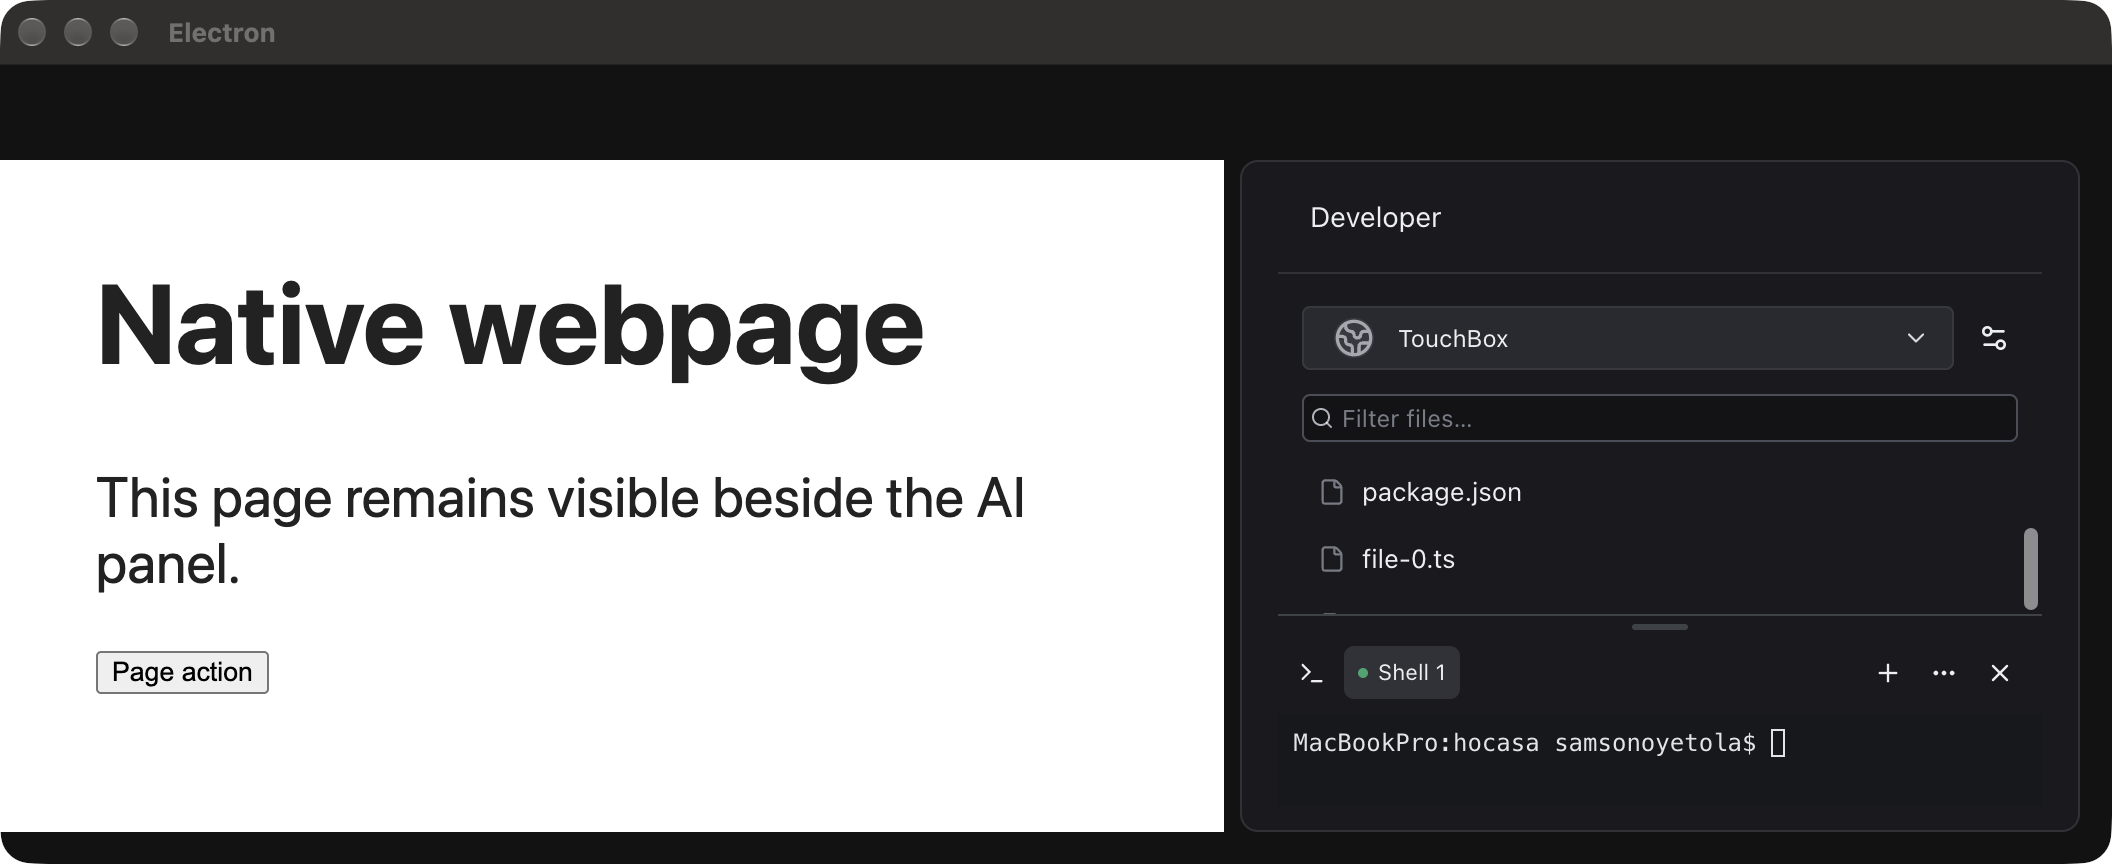 Electron
Native webpage
This page remains visible beside the AI
panel.
Page action
Developer
TouchBox
Filter files...
package.json
file-0.ts
Shell 1
MacBookPro:hocasa samsonoyetola$